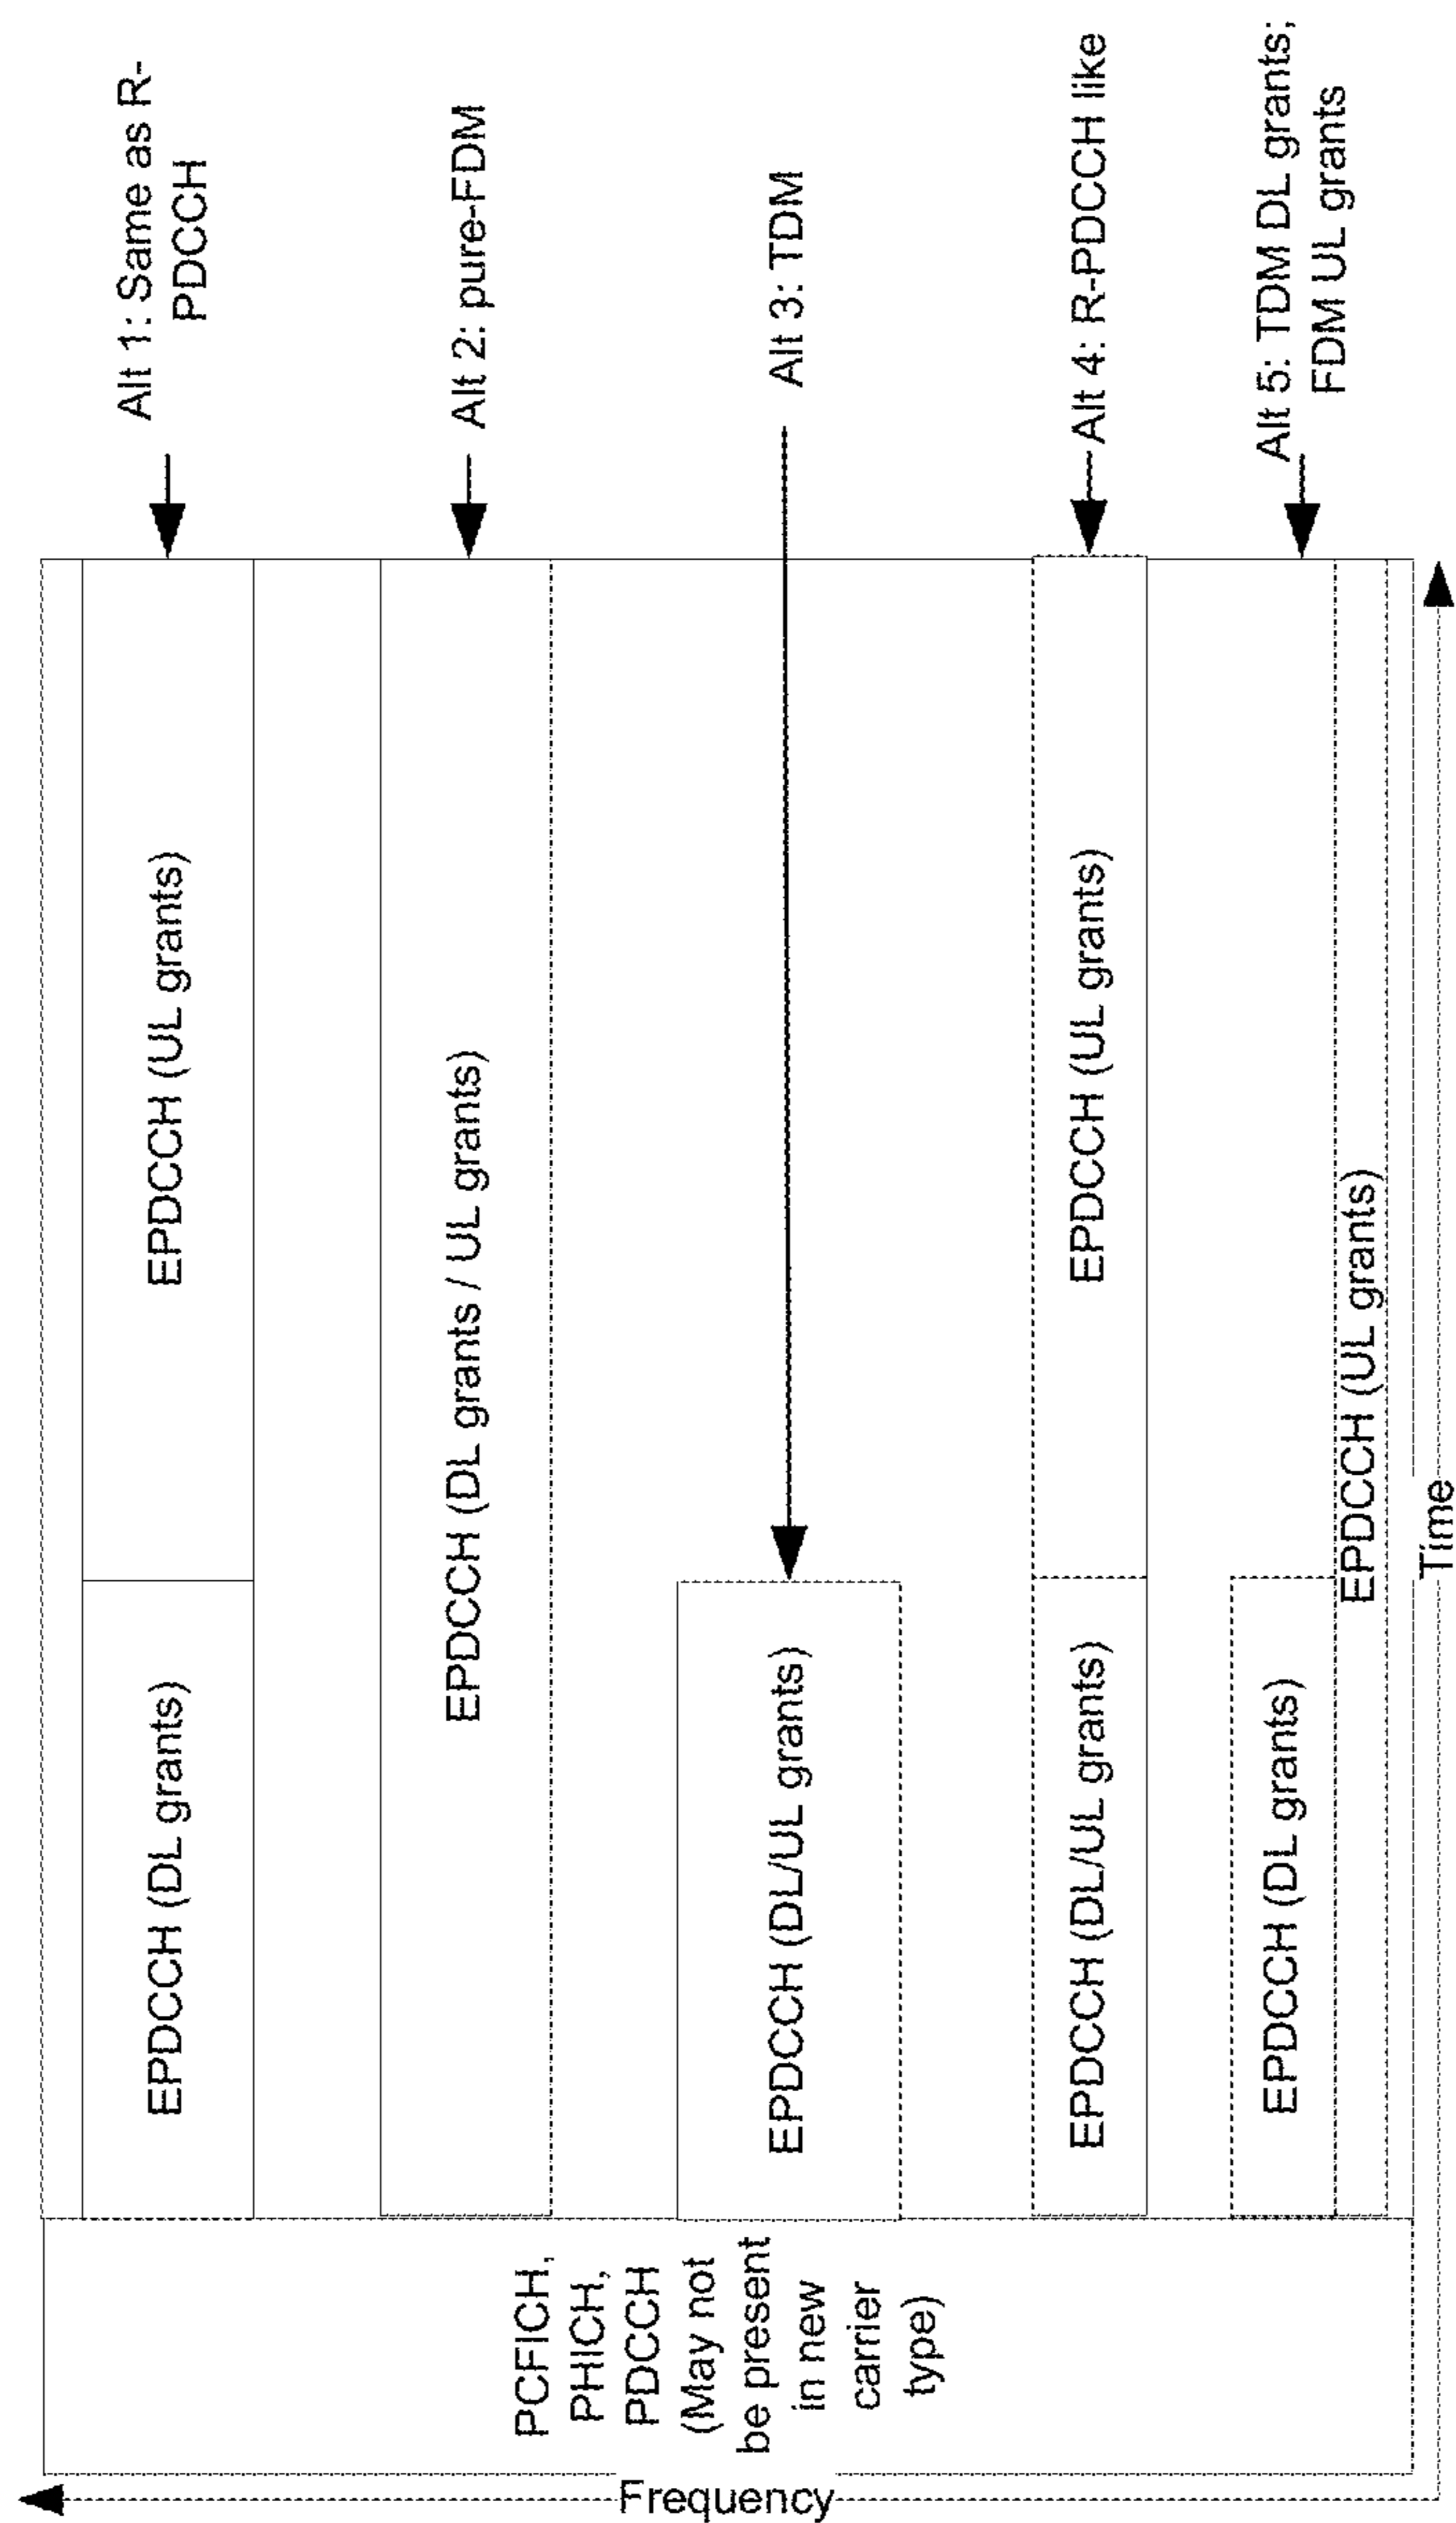 Frequency
PCFICH,
PHICH,
PDCCH
(May not
be present
in new
carrier
type)
EPDCCH (DL grants)
EPDCCH (UL grants)
Alt 1: Same as R-
PDCCH
EPDCCH (DL grants / UL grants)
Alt 2: pure-FDM
EPDCCH (DL/UL grants)
Alt 3: TDM
EPDCCH (DL/UL grants)
EPDCCH (UL grants)
Alt 4: R-PDCCH like
EPDCCH (DL grants)
EPDCCH (UL grants)
Alt 5: TDM DL grants;
FDM UL grants
Time